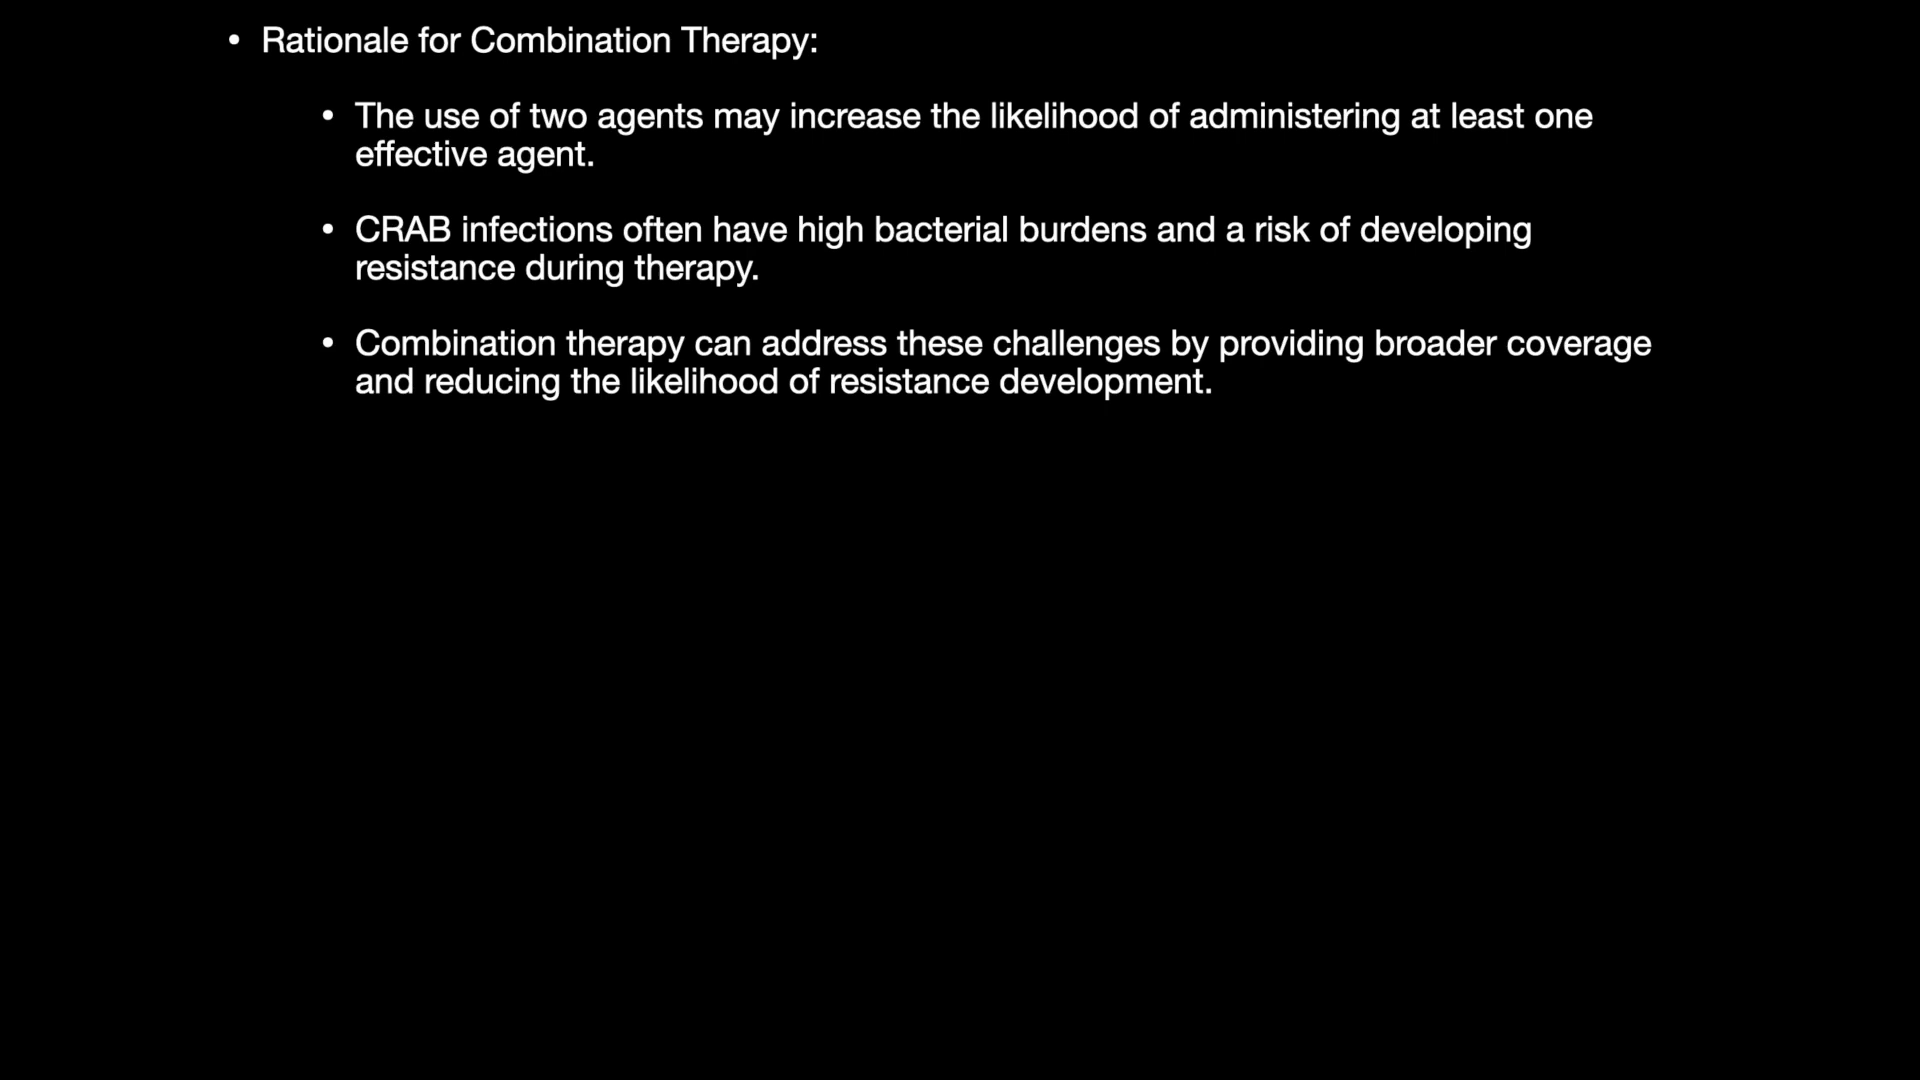 • Rationale for Combination Therapy:
• The use of two agents may increase the likelihood of administering at least one
effective agent.
• CRAB infections often have high bacterial burdens and a risk of developing
resistance during therapy.
• Combination therapy can address these challenges by providing broader coverage
and reducing the likelihood of resistance development.